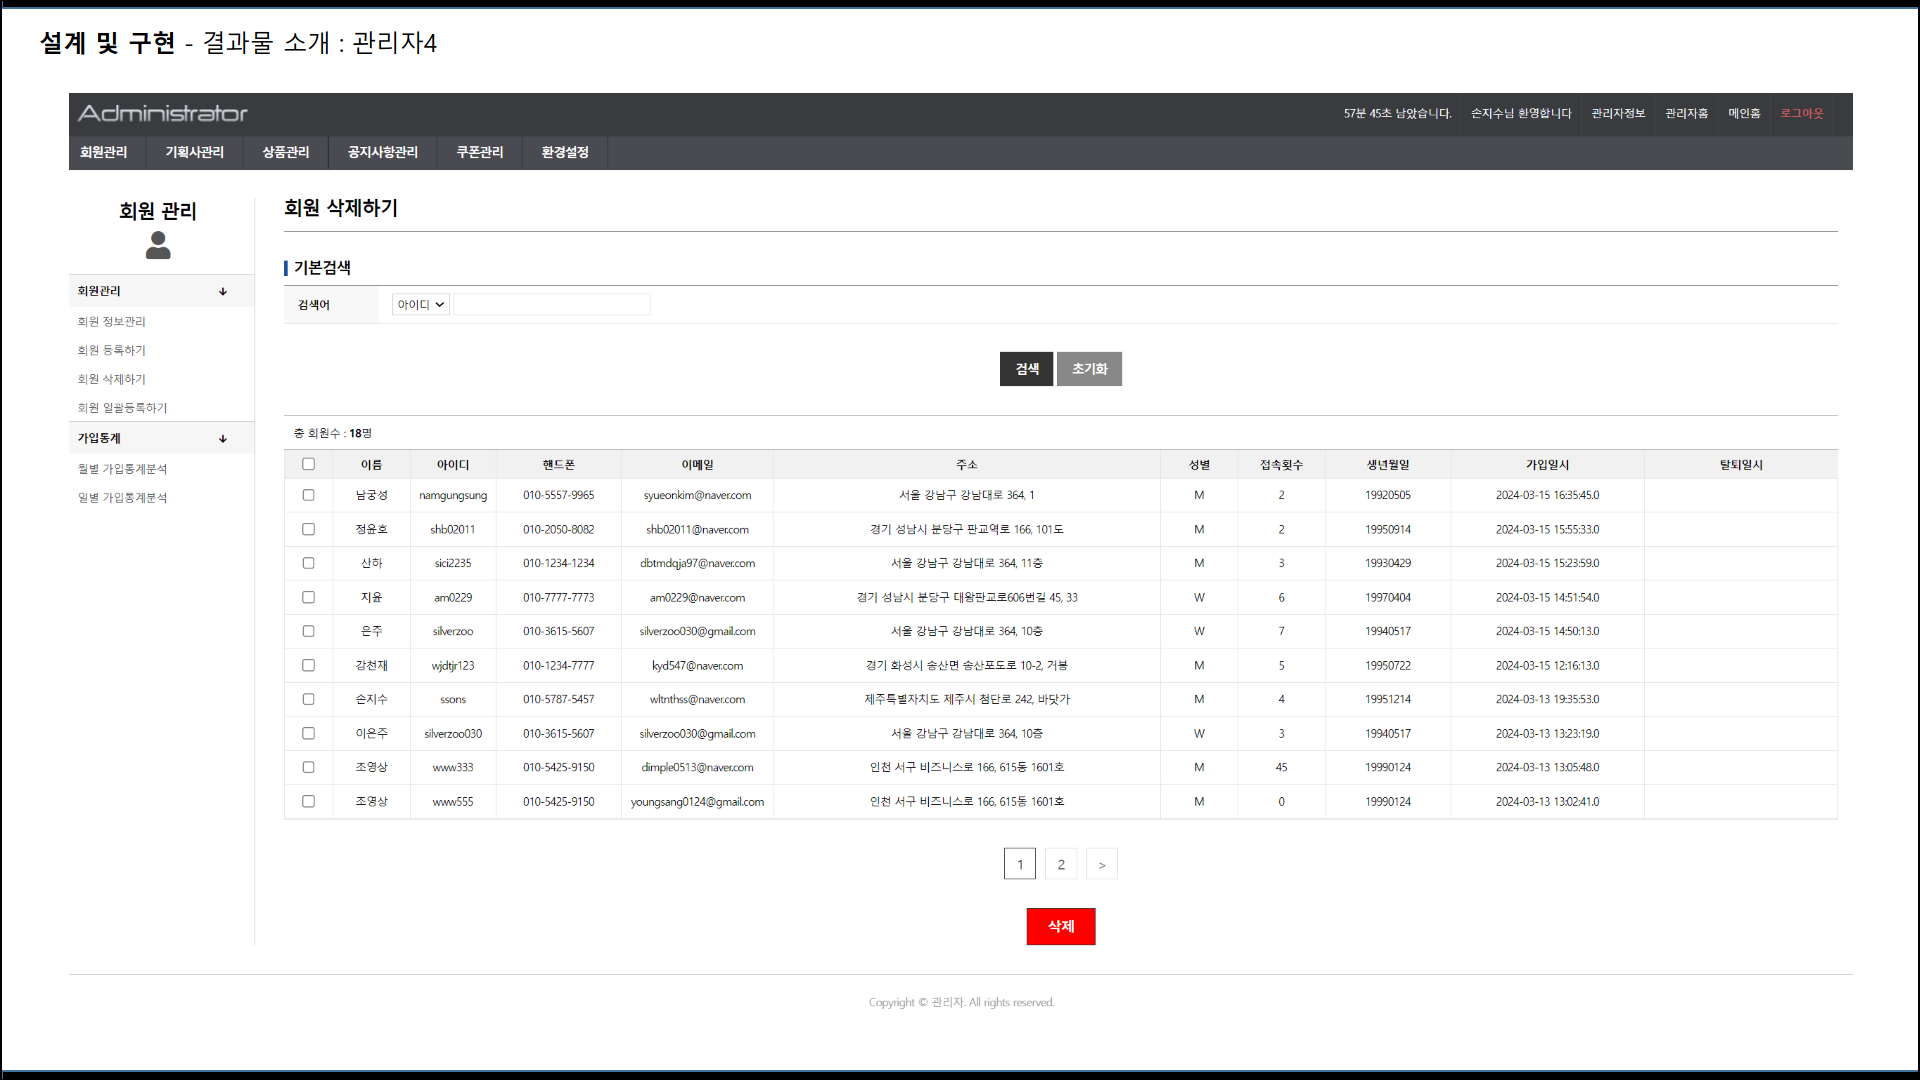 설계 및 구현 - 결과물 소개 : 관리자4
Administrator
57분 45초 남았습니다. 손지수님 환영합니다 관리자정보 관리자홈 메인홈 로그아웃
회원관리 기획사관리 상품관리 공지사항관리 쿠폰관리 환경설정
회원 관리
회원관리
회원 정보관리
회원 등록하기
회원 삭제하기
회원 일괄등록하기
가입통계
월별 가입통계분석
일별 가입통계분석
회원 삭제하기
기본검색
검색어 아이디
검색 초기화
총 회원수 : 18명
이름 아이디 핸드폰 이메일 주소 성별 접속횟수 생년월일 가입일시 탈퇴일시
남궁성 namgungsung 010-5557-9965 syueonkim@naver.com 서울 강남구 강남대로 364, 1 M 2 19920505 2024-03-15 16:35:45.0
정윤호 shb02011 010-2050-8082 shb02011@naver.com 경기 성남시 분당구 판교역로 166, 101도 M 2 19950914 2024-03-15 15:55:33.0
산하 sici2235 010-1234-1234 dbtmdqja97@naver.com 서울 강남구 강남대로 364, 11층 M 3 19930429 2024-03-15 15:23:59.0
지윤 am0229 010-7777-7773 am0229@naver.com 경기 성남시 분당구 대왕판교로606번길 45, 33 W 6 19970404 2024-03-15 14:51:54.0
은주 silverzoo 010-3615-5607 silverzoo030@gmail.com 서울 강남구 강남대로 364, 10층 W 7 19940517 2024-03-15 14:50:13.0
강천재 wjdtjr123 010-1234-7777 kyd547@naver.com 경기 화성시 송산면 송산포도로 10-2, 거봉 M 5 19950722 2024-03-15 12:16:13.0
손지수 ssons 010-5787-5457 wltnthss@naver.com 제주특별자치도 제주시 첨단로 242, 바닷가 M 4 19951214 2024-03-13 19:35:53.0
이은주 silverzoo030 010-3615-5607 silverzoo030@gmail.com 서울 강남구 강남대로 364, 10층 W 3 19940517 2024-03-13 13:23:19.0
조영상 www333 010-5425-9150 dimple0513@naver.com 인천 서구 비즈니스로 166, 615동 1601호 M 45 19990124 2024-03-13 13:05:48.0
조영상 www555 010-5425-9150 youngsang0124@gmail.com 인천 서구 비즈니스로 166, 615동 1601호 M 0 19990124 2024-03-13 13:02:41.0
1 2 >
삭제
Copyright © 관리자. All rights reserved.